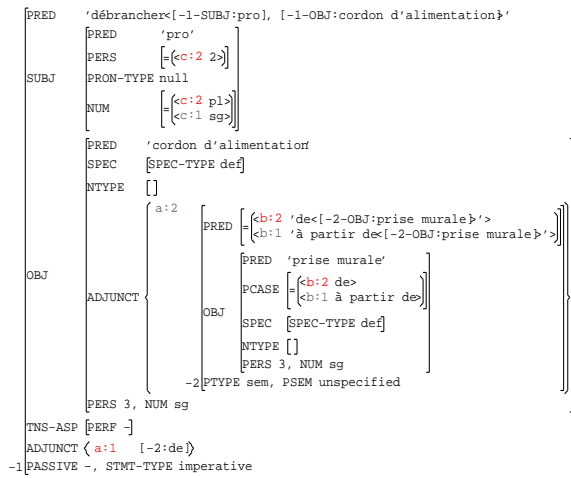 PRED 'débrancher<[-1-SUBJ:pro], [-1-OBJ:cordon d'alimentation]>'
PRED 'pro'
PERS =<c:2 2>
SUBJ PRON-TYPE null
NUM =<c:2 pl>
<c:1 sg>
PRED 'cordon d'alimentation'
SPEC [SPEC-TYPE def]
NTYPE []
a:2
PRED =<b:2 'de<[-2-OBJ:prise murale]>'>
<b:1 'à partir de<[-2-OBJ:prise murale]>'>
PRED 'prise murale'
OBJ
ADJUNCT
PCASE =<b:2 de>
<b:1 à partir de>
OBJ
SPEC [SPEC-TYPE def]
NTYPE []
PERS 3, NUM sg
-2 PTYPE sem, PSEM unspecified
PERS 3, NUM sg
TNS-ASP [PERF -]
ADJUNCT a:1 [-2:de]
-1 PASSIVE -, STMT-TYPE imperative